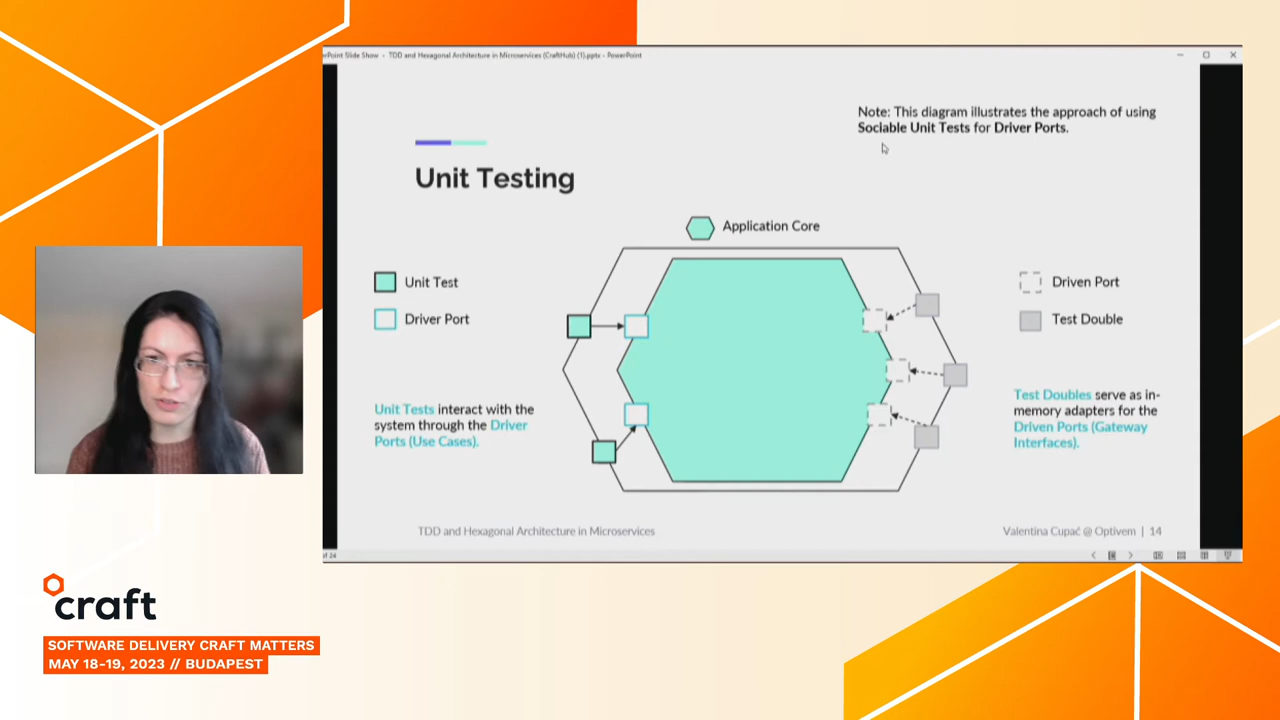 rPoint Slide Show - TDD and Hexagonal Architecture in Microservices (CraftHub) (1).pptx - PowerPoint
Note: This diagram illustrates the approach of using
Sociable Unit Tests for Driver Ports.
Unit Testing
Application Core
Unit Test
Driver Port
Driven Port
Test Double
Unit Tests interact with the
system through the Driver
Ports (Use Cases).
Test Doubles serve as in-
memory adapters for the
Driven Ports (Gateway
Interfaces).
TDD and Hexagonal Architecture in Microservices
Valentina Cupać @ Optivem | 14
of 24
craft
SOFTWARE DELIVERY CRAFT MATTERS
MAY 18-19, 2023 // BUDAPEST